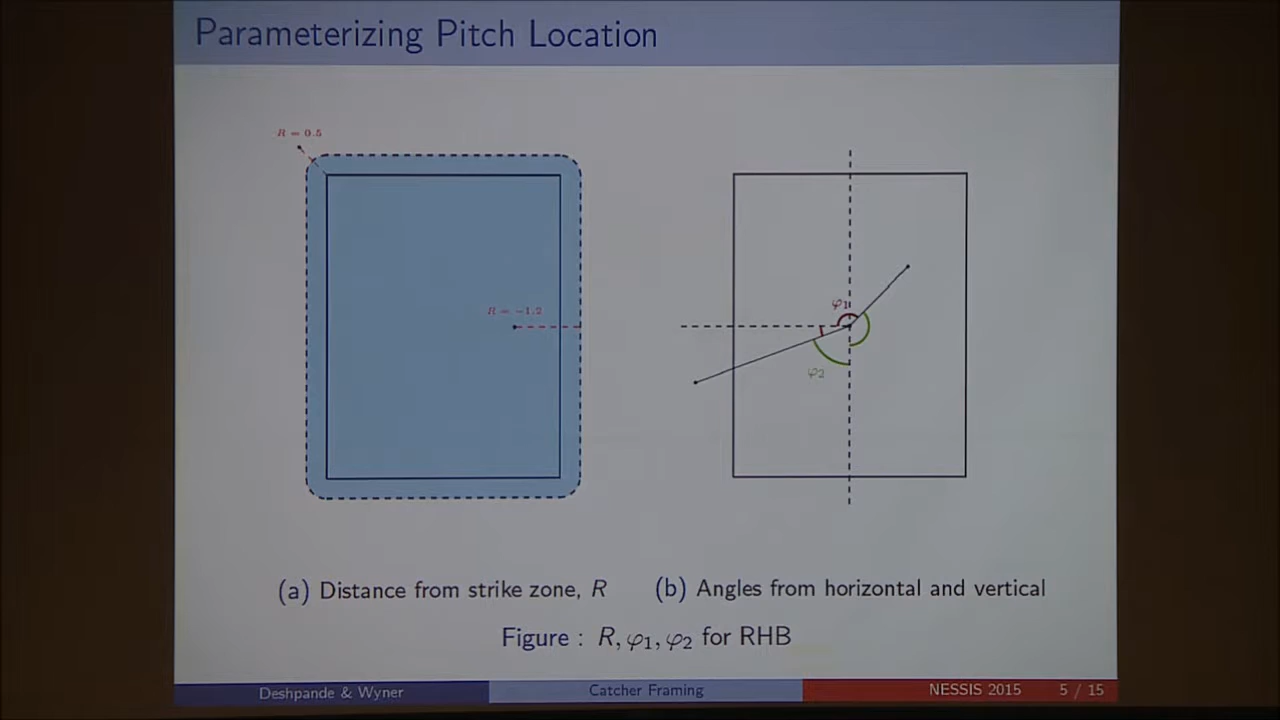 Parameterizing Pitch Location
R = 0.5
R = −1.2
φ1
φ2
(a) Distance from strike zone, R
(b) Angles from horizontal and vertical
Figure : R, φ1, φ2 for RHB
Deshpande & Wyner
Catcher Framing
NESSIS 2015
5 / 15